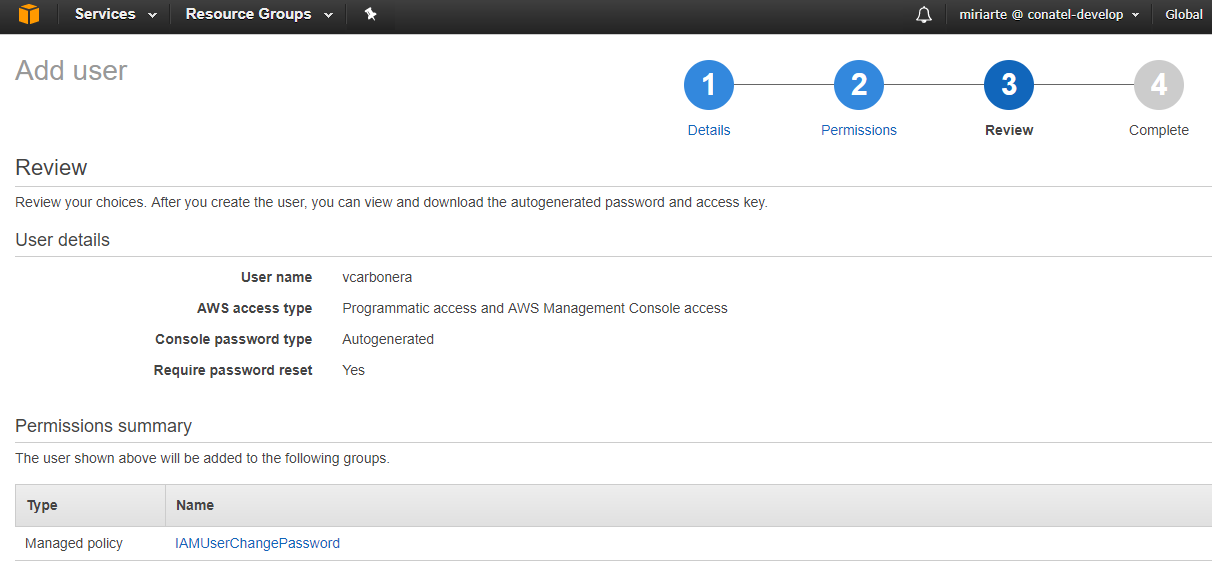 Services Resource Groups miriarte @ conatel-develop Global
Add user
1 2 3 4
Details Permissions Review Complete
Review
Review your choices. After you create the user, you can view and download the autogenerated password and access key.
User details
User name vcarbonera
AWS access type Programmatic access and AWS Management Console access
Console password type Autogenerated
Require password reset Yes
Permissions summary
The user shown above will be added to the following groups.
Type Name
Managed policy IAMUserChangePassword